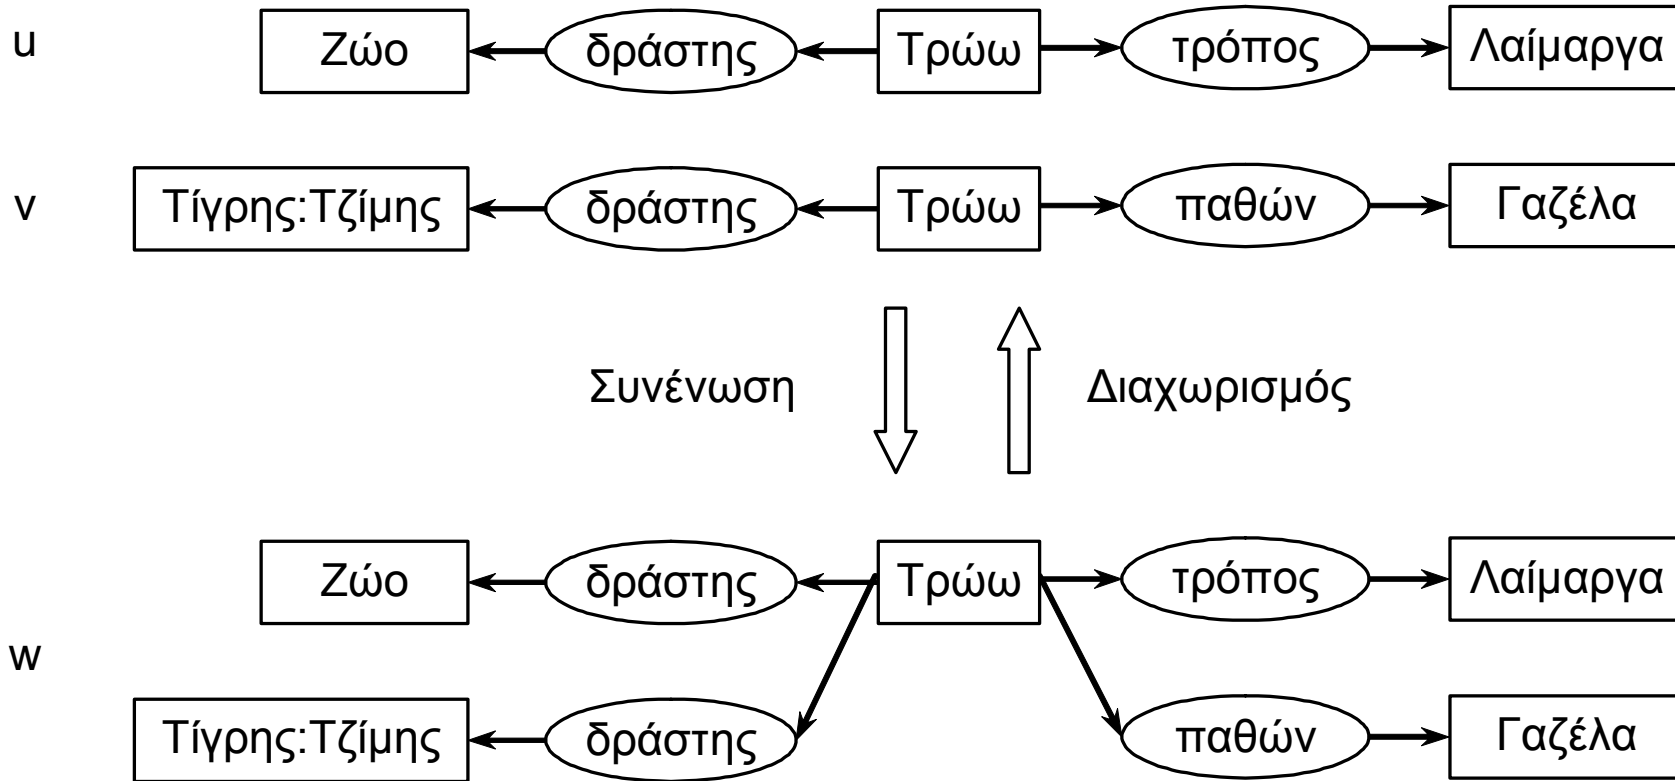 u Ζώο δράστης Τρώω τρόπος Λαίμαργα
v Τίγρης:Τζίμης δράστης Τρώω παθών Γαζέλα
Συνένωση Διαχωρισμός
Ζώο δράστης Τρώω τρόπος Λαίμαργα
w
Τίγρης:Τζίμης δράστης παθών Γαζέλα